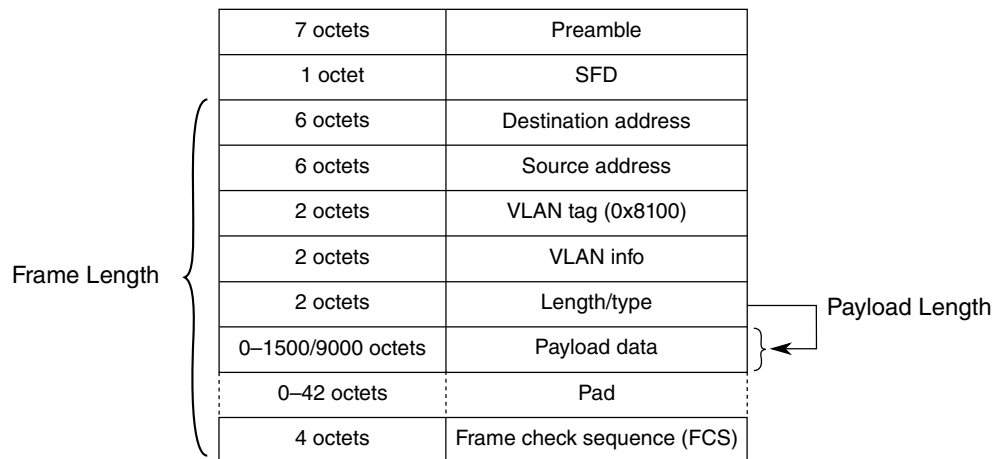 7 octets Preamble
1 octet SFD
6 octets Destination address
6 octets Source address
2 octets VLAN tag (0x8100)
2 octets VLAN info
Frame Length
2 octets Length/type
Payload Length
0–1500/9000 octets Payload data
0–42 octets Pad
4 octets Frame check sequence (FCS)